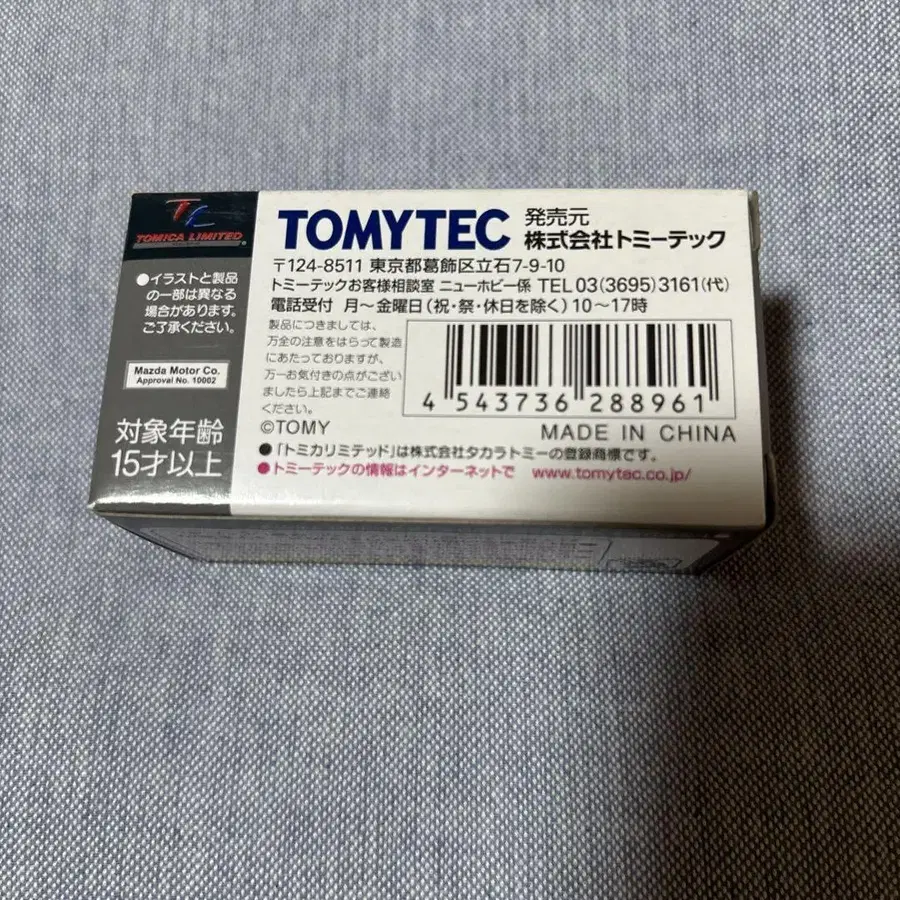 TC
TOMICA LIMITED
●イラストと製品
の一部は異なる
場合があります。
ご了承ください。
Mazda Motor Co.
Approval No. 10002
対象年齢
15才以上
TOMYTEC 発売元
株式会社トミーテック
〒124-8511 東京都葛飾区立石7-9-10
トミーテックお客様相談室 ニューホビー係 TEL 03(3695)3161(代)
電話受付 月〜金曜日(祝・祭・休日を除く)10〜17時
製品につきましては、
万全の注意をはらって製造
にあたっておりますが、
万一お気付きの点がござい
ましたら上記までご連絡
ください。
4 543736 288961
©TOMY
MADE IN CHINA
●「トミカリミテッド」は株式会社タカラトミーの登録商標です。
●トミーテックの情報はインターネットで www.tomytec.co.jp/